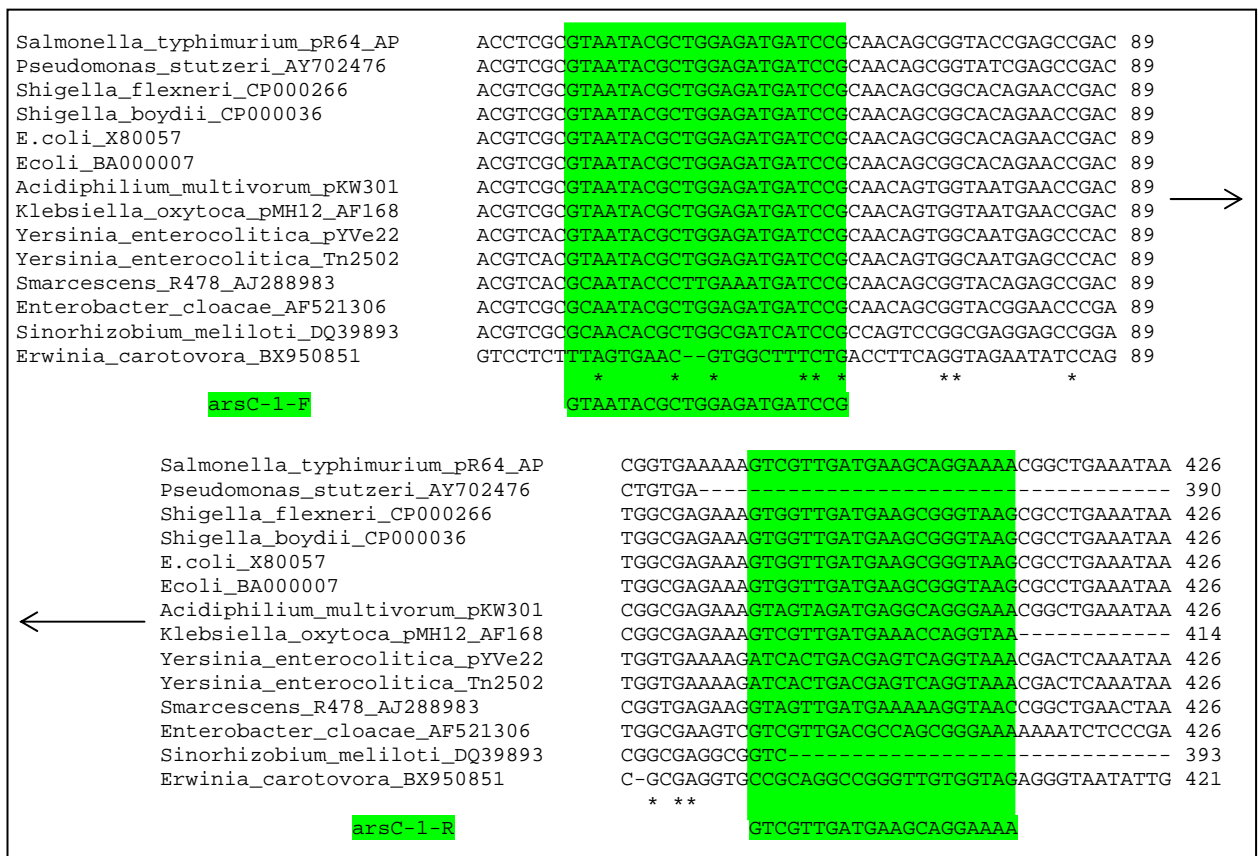 Salmonella_typhimurium_pR64_AP ACCTCGCGTAATACGCTGGAGATGATCCGCAACAGCGGTACCGAGCCGAC 89
Pseudomonas_stutzeri_AY702476 ACGTCGCGTAATACGCTGGAGATGATCCGCAACAGCGGTATCGAGCCGAC 89
Shigella_flexneri_CP000266 ACGTCGCGTAATACGCTGGAGATGATCCGCAACAGCGGCACAGAACCGAC 89
Shigella_boydii_CP000036 ACGTCGCGTAATACGCTGGAGATGATCCGCAACAGCGGCACAGAACCGAC 89
E.coli_X80057 ACGTCGCGTAATACGCTGGAGATGATCCGCAACAGCGGCACAGAACCGAC 89
Ecoli_BA000007 ACGTCGCGTAATACGCTGGAGATGATCCGCAACAGCGGCACAGAACCGAC 89
Acidiphilium_multivorum_pKW301 ACGTCGCGTAATACGCTGGAGATGATCCGCAACAGTGGTAATGAACCGAC 89
Klebsiella_oxytoca_pMH12_AF168 ACGTCGCGTAATACGCTGGAGATGATCCGCAACAGTGGTAATGAACCGAC 89
Yersinia_enterocolitica_pYVe22 ACGTCACGTAATACGCTGGAGATGATCCGCAACAGTGGCAATGAGCCCAC 89
Yersinia_enterocolitica_Tn2502 ACGTCACGTAATACGCTGGAGATGATCCGCAACAGTGGCAATGAGCCCAC 89
Smarcescens_R478_AJ288983 ACGTCACGCAATACCCTTGAAATGATCCGCAACAGCGGTACAGAGCCGAC 89
Enterobacter_cloacae_AF521306 ACGTCGCGCAATACGCTGGAGATGATCCGCAACAGCGGTACGGAACCCGA 89
Sinorhizobium_meliloti_DQ39893 ACGTCGCGCAACACGCTGGCGATCATCCGCCAGTCCGGCGAGGAGCCGGA 89
Erwinia_carotovora_BX950851 GTCCTCTTTAGTGAAC--GTGGCTTTCTGACCTTCAGGTAGAATATCCAG 89
* * * ** * ** *
arsC-1-F GTAATACGCTGGAGATGATCCG
Salmonella_typhimurium_pR64_AP CGGTGAAAAAGTCGTTGATGAAGCAGGAAAACGGCTGAAATAA 426
Pseudomonas_stutzeri_AY702476 CTGTGA------------------------------------- 390
Shigella_flexneri_CP000266 TGGCGAGAAAGTGGTTGATGAAGCGGGTAAGCGCCTGAAATAA 426
Shigella_boydii_CP000036 TGGCGAGAAAGTGGTTGATGAAGCGGGTAAGCGCCTGAAATAA 426
E.coli_X80057 TGGCGAGAAAGTGGTTGATGAAGCGGGTAAGCGCCTGAAATAA 426
Ecoli_BA000007 TGGCGAGAAAGTGGTTGATGAAGCGGGTAAGCGCCTGAAATAA 426
Acidiphilium_multivorum_pKW301 CGGCGAGAAAGTAGTAGATGAGGCAGGGAAACGGCTGAAATAA 426
Klebsiella_oxytoca_pMH12_AF168 CGGCGAGAAAGTCGTTGATGAAACCAGGTAA------------ 414
Yersinia_enterocolitica_pYVe22 TGGTGAAAAGATCACTGACGAGTCAGGTAAACGACTCAAATAA 426
Yersinia_enterocolitica_Tn2502 TGGTGAAAAGATCACTGACGAGTCAGGTAAACGACTCAAATAA 426
Smarcescens_R478_AJ288983 CGGTGAGAAGGTAGTTGATGAAAAAGGTAACCGGCTGAACTAA 426
Enterobacter_cloacae_AF521306 TGGCGAAGTCGTCGTTGACGCCAGCGGGAAAAAAATCTCCCGA 426
Sinorhizobium_meliloti_DQ39893 CGGCGAGGCGGTC------------------------------ 393
Erwinia_carotovora_BX950851 C-GCGAGGTGCCGCAGGCCGGGTTGTGGTAGAGGGTAATATTG 421
* **
arsC-1-R GTCGTTGATGAAGCAGGAAAA